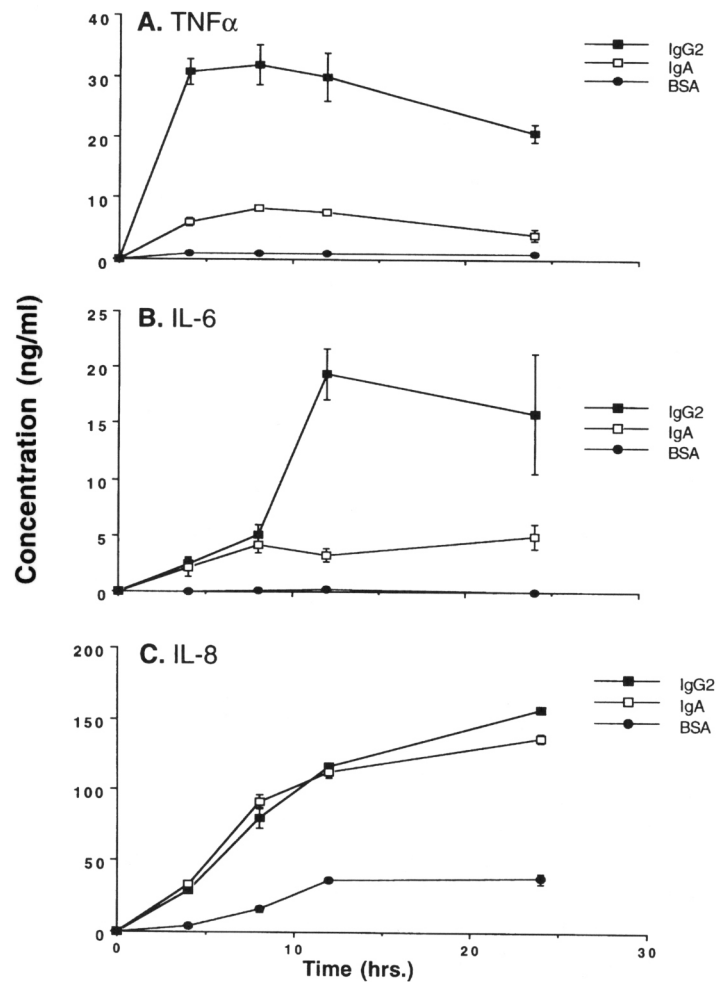 A. TNFα
40
30
20
10
0
IgG2
IgA
BSA
B. IL-6
25
20
15
10
5
0
IgG2
IgA
BSA
C. IL-8
200
150
100
50
0
IgG2
IgA
BSA
0 10 20 30
Time (hrs.)
Concentration (ng/ml)